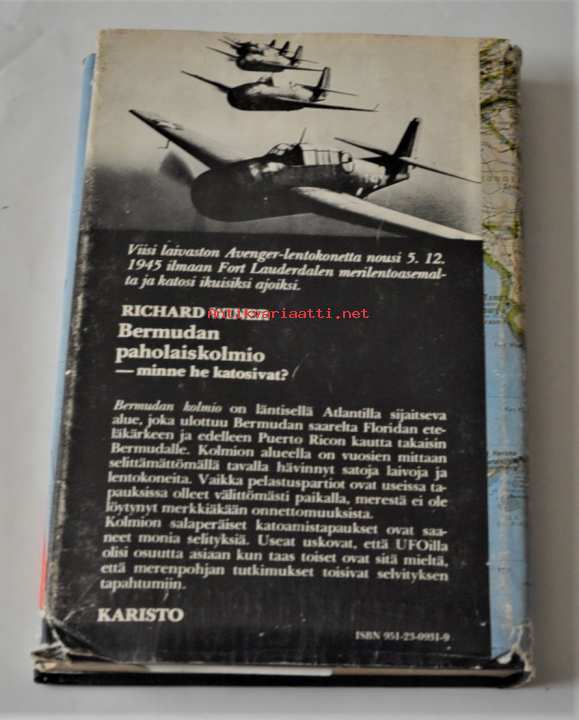 Viisi laivaston Avenger-lentokonetta nousi 5. 12.
1945 ilmaan Fort Lauderdalen merilentoasemal-
ta ja katosi ikuisiksi ajoiksi.
Antikvariaatti.net
RICHARD
Bermudan
paholaiskolmio
— minne he katosivat?
Bermudan kolmio on läntisellä Atlantilla sijaitseva
alue, joka ulottuu Bermudan saarelta Floridan ete-
läkärkeen ja edelleen Puerto Ricon kautta takaisin
Bermudalle. Kolmion alueella on vuosien mittaan
selittämättömällä tavalla hävinnyt satoja laivoja ja
lentokoneita. Vaikka pelastuspartiot ovat useissa ta-
pauksissa olleet välittömästi paikalla, merestä ei ole
löytynyt merkkiäkään onnettomuuksista.
Kolmion salaperäiset katoamistapaukset ovat saa-
neet monia selityksiä. Useat uskovat, että UFOilla
olisi osuutta asiaan kun taas toiset ovat sitä mieltä,
että merenpohjan tutkimukset toisivat selvityksen
tapahtumiin.
KARISTO
ISBN 951-23-0931-9